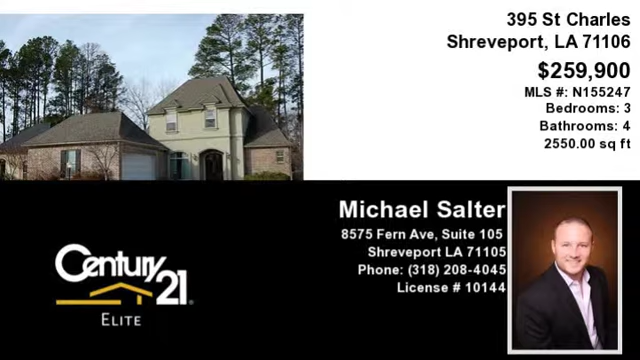 395 St Charles
Shreveport, LA 71106
$259,900
MLS #: N155247
Bedrooms: 3
Bathrooms: 4
2550.00 sq ft
Michael Salter
8575 Fern Ave, Suite 105
Shreveport LA 71105
Phone: (318) 208-4045
License # 10144
Century 21
ELITE